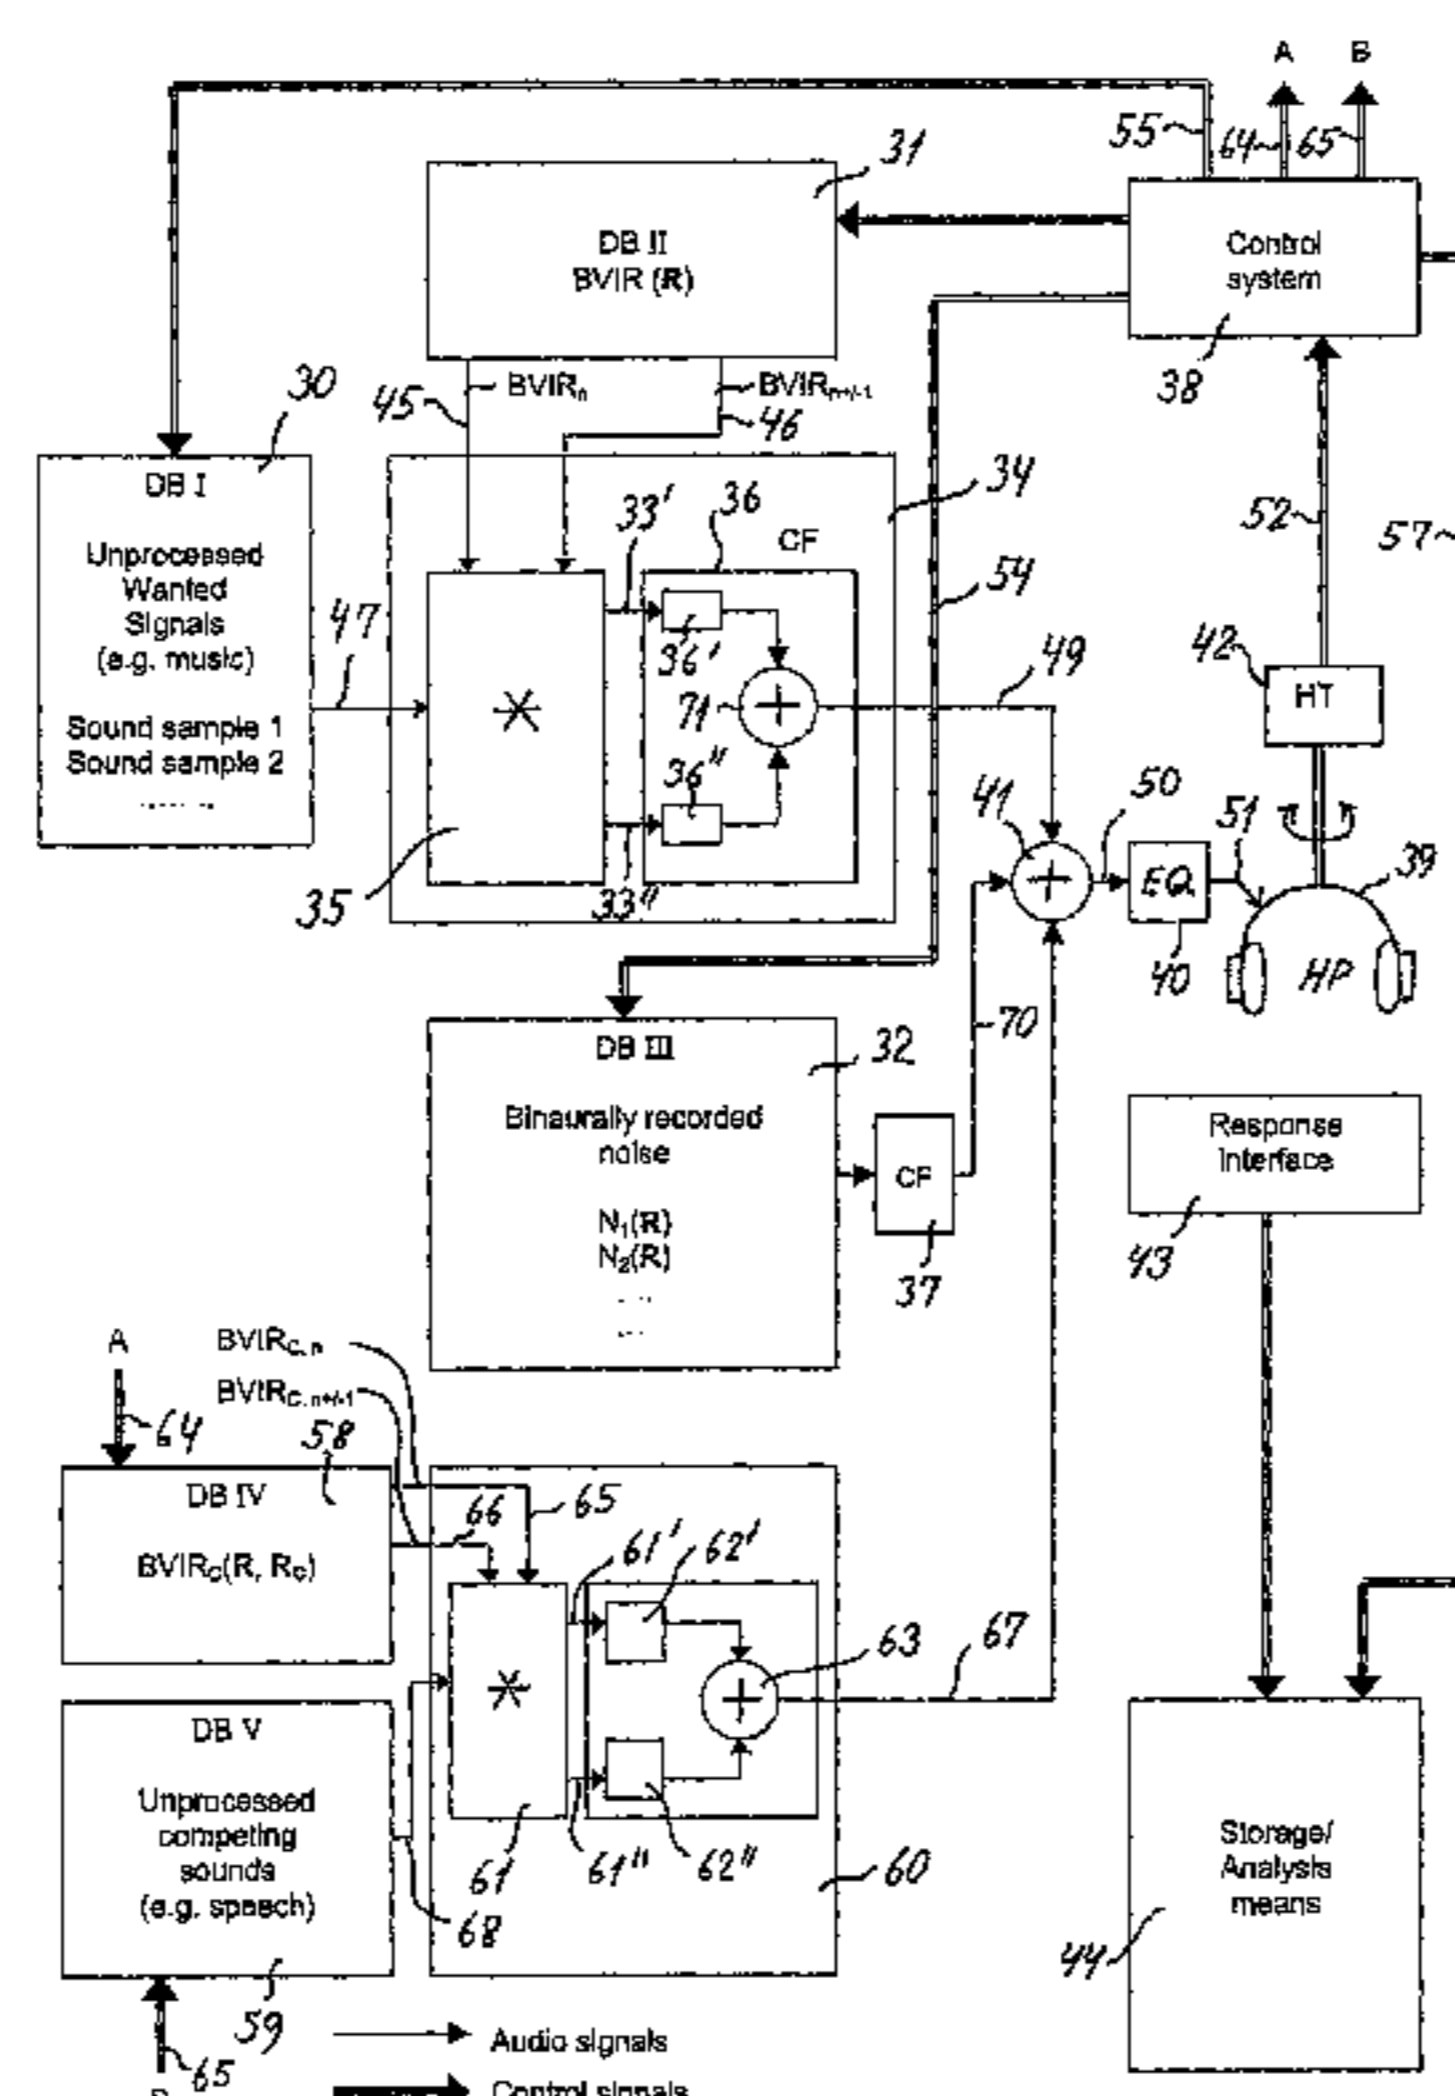 A B
55 64 65
31
DB II
BVIR (R)
Control
system
38
BVIRn
BVIRn+/-1
45
46
30
DB I
Unprocessed
Wanted
Signals
(e.g. music)
Sound sample 1
Sound sample 2
........
47
34
33'
36
CF
36'
71
36"
35
33"
*
+
54
49
52
57
42
HT
41
+
50
EQ.
40
51
39
HP
DB III
32
Binaurally recorded
noise
N1(R)
N2(R)
....
....
CF
37
70
Response
Interface
43
A
64
BVIRC,n
BVIRC,n+/-1
58
DB IV
BVIRC(R, RC)
66
65
61'
62'
63
67
*
+
61
61"
62"
60
DB V
Unprocessed
competing
sounds
(e.g. speech)
68
59
65
Storage/
Analysis
means
44
Audio signals
Control signals